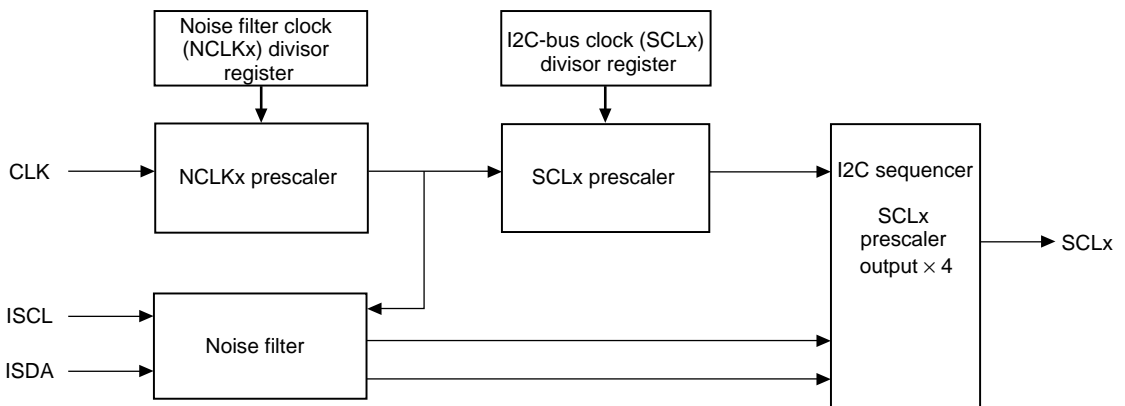 Noise filter clock
(NCLKx) divisor
register
I2C-bus clock (SCLx)
divisor register
CLK
NCLKx prescaler
SCLx prescaler
I2C sequencer
SCLx
prescaler
output × 4
SCLx
ISCL
ISDA
Noise filter